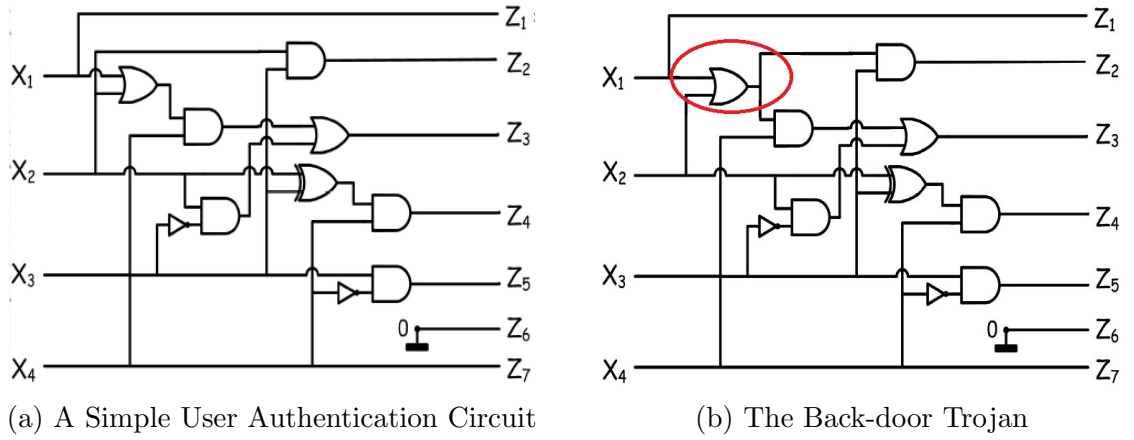 Z1
Z2
X1
Z3
X2
Z4
X3
Z5
0
Z6
X4
Z7
(a) A Simple User Authentication Circuit
Z1
Z2
X1
Z3
X2
Z4
X3
Z5
0
Z6
X4
Z7
(b) The Back-door Trojan